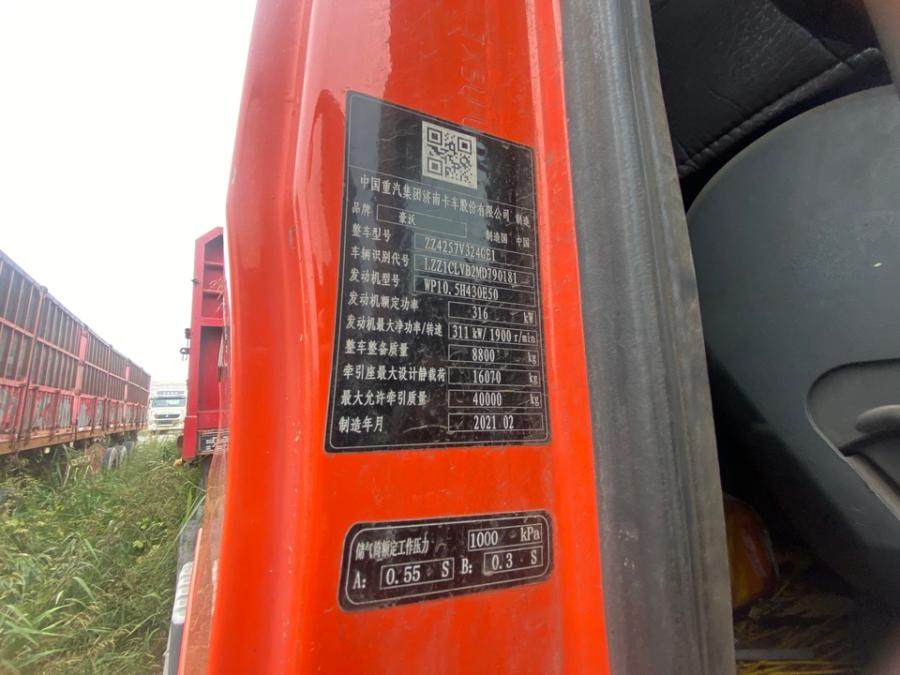 中国重汽集团济南卡车股份有限公司 制造
品牌 豪沃 制造国 中国
整车型号 ZZ4257V324GE1
车辆识别代号 LZZ1CLVB2MD790181
发动机型号 WP10.5H430E50
发动机额定功率 316 kW
发动机最大净功率/转速 311 kW/1900 r/min
整车整备质量 8800 kg
牵引座最大设计静载荷 16070 kg
最大允许牵引质量 40000 kg
制造年月 2021 02
储气筒额定工作压力 1000 kPa
A: 0.55 S B: 0.3 S